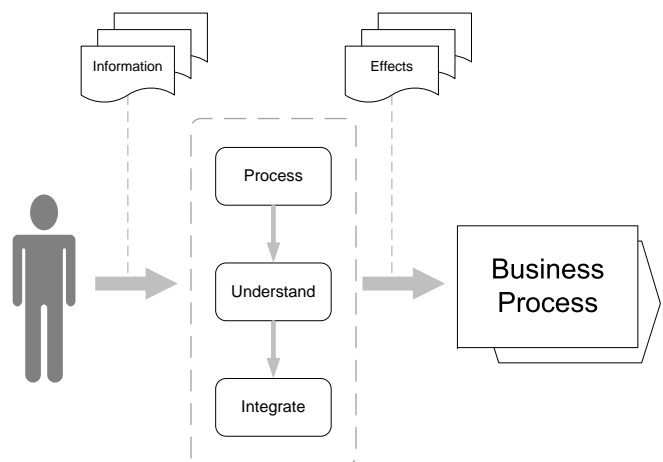 Information
Effects
Process
Understand
Integrate
Business
Process